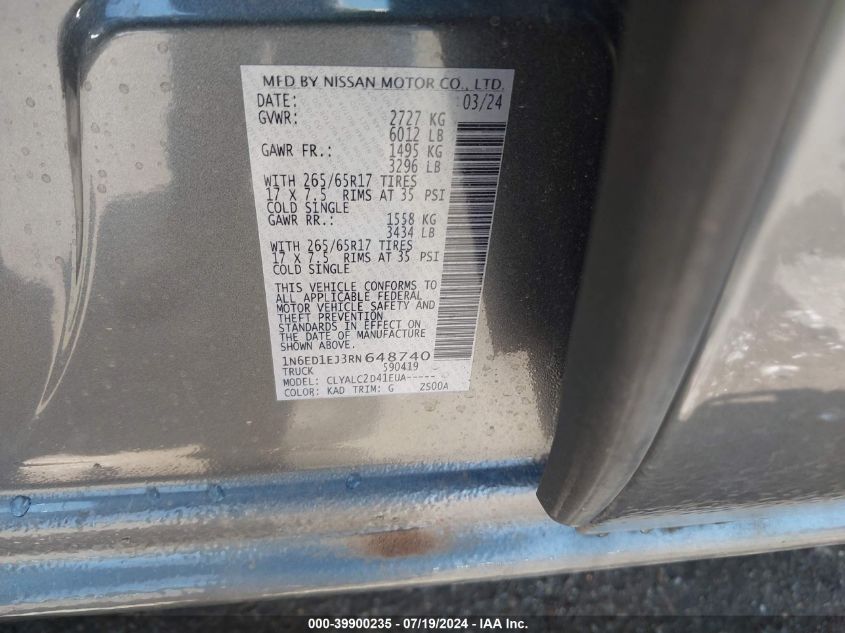 MFD BY NISSAN MOTOR CO., LTD.
DATE: 03/24
GVWR: 2727 KG
6012 LB
GAWR FR.: 1495 KG
3296 LB
WITH 265/65R17 TIRES
17 X 7.5 RIMS AT 35 PSI
COLD SINGLE
GAWR RR.: 1558 KG
3434 LB
WITH 265/65R17 TIRES
17 X 7.5 RIMS AT 35 PSI
COLD SINGLE
THIS VEHICLE CONFORMS TO
ALL APPLICABLE FEDERAL
MOTOR VEHICLE SAFETY AND
THEFT PREVENTION
STANDARDS IN EFFECT ON
THE DATE OF MANUFACTURE
SHOWN ABOVE.
1N6ED1EJ3RN648740
TRUCK 590419
MODEL: CLYALC2D41EUA-----
COLOR: KAD TRIM: G ZS00A
000-39900235 - 07/19/2024 - IAA Inc.